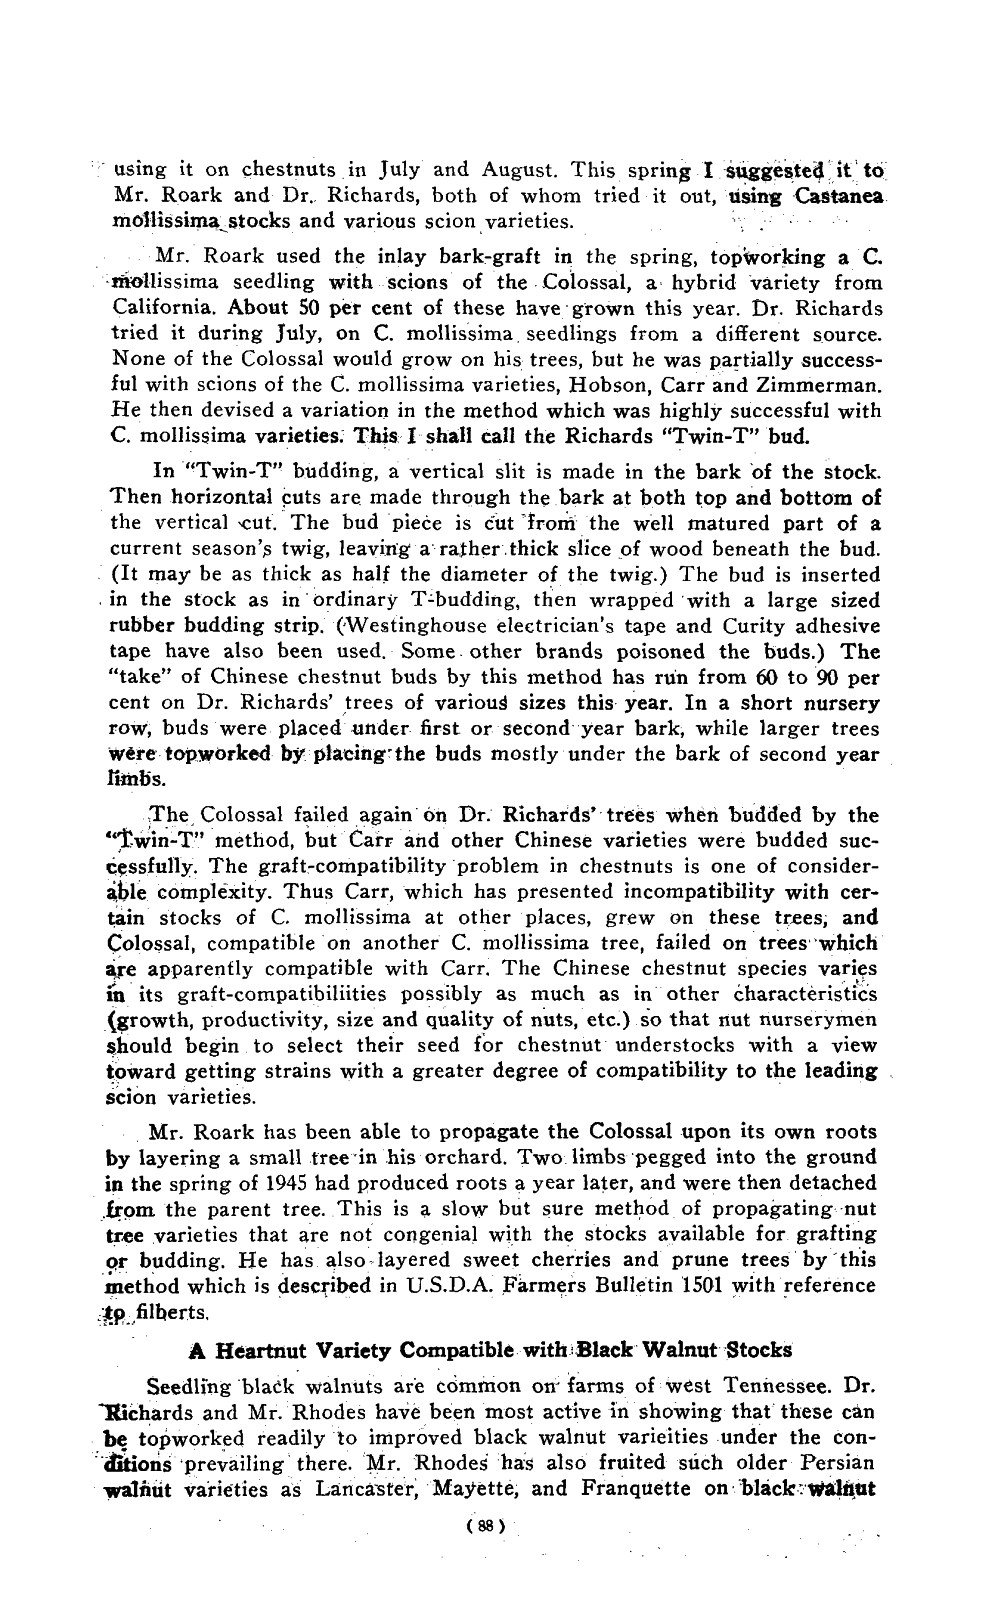 using it on chestnuts in July and August. This spring I suggested it to
Mr. Roark and Dr. Richards, both of whom tried it out, using Castanea
mollissima stocks and various scion varieties.
Mr. Roark used the inlay bark-graft in the spring, topworking a C.
mollissima seedling with scions of the Colossal, a hybrid variety from
California. About 50 per cent of these have grown this year. Dr. Richards
tried it during July, on C. mollissima seedlings from a different source.
None of the Colossal would grow on his trees, but he was partially success-
ful with scions of the C. mollissima varieties, Hobson, Carr and Zimmerman.
He then devised a variation in the method which was highly successful with
C. mollissima varieties. This I shall call the Richards “Twin-T” bud.
In “Twin-T” budding, a vertical slit is made in the bark of the stock.
Then horizontal cuts are made through the bark at both top and bottom of
the vertical cut. The bud piece is cut from the well matured part of a
current season's twig, leaving a rather thick slice of wood beneath the bud.
(It may be as thick as half the diameter of the twig.) The bud is inserted
in the stock as in ordinary T-budding, then wrapped with a large sized
rubber budding strip. (Westinghouse electrician's tape and Curity adhesive
tape have also been used. Some other brands poisoned the buds.) The
“take” of Chinese chestnut buds by this method has run from 60 to 90 per
cent on Dr. Richards' trees of various sizes this year. In a short nursery
row, buds were placed under first or second year bark, while larger trees
were topworked by placing the buds mostly under the bark of second year
limbs.
The Colossal failed again on Dr. Richards' trees when budded by the
“Twin-T” method, but Carr and other Chinese varieties were budded suc-
cessfully. The graft-compatibility problem in chestnuts is one of consider-
able complexity. Thus Carr, which has presented incompatibility with cer-
tain stocks of C. mollissima at other places, grew on these trees, and
Colossal, compatible on another C. mollissima tree, failed on trees which
are apparently compatible with Carr. The Chinese chestnut species varies
in its graft-compatibiliities possibly as much as in other characteristics
(growth, productivity, size and quality of nuts, etc.) so that nut nurserymen
should begin to select their seed for chestnut understocks with a view
toward getting strains with a greater degree of compatibility to the leading
scion varieties.
Mr. Roark has been able to propagate the Colossal upon its own roots
by layering a small tree in his orchard. Two limbs pegged into the ground
in the spring of 1945 had produced roots a year later, and were then detached
from the parent tree. This is a slow but sure method of propagating nut
tree varieties that are not congenial with the stocks available for grafting
or budding. He has also layered sweet cherries and prune trees by this
method which is described in U.S.D.A. Farmers Bulletin 1501 with reference
to filberts.
A Heartnut Variety Compatible with Black Walnut Stocks
Seedling black walnuts are common on farms of west Tennessee. Dr.
Richards and Mr. Rhodes have been most active in showing that these can
be topworked readily to improved black walnut varieities under the con-
ditions prevailing there. Mr. Rhodes has also fruited such older Persian
walnut varieties as Lancaster, Mayette, and Franquette on black walnut
(88)